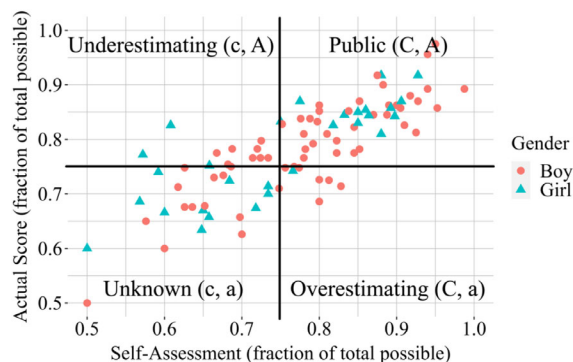 Underestimating (c, A) Public (C, A)
1.0
0.9
0.8
0.7
0.6
0.5
Actual Score (fraction of total possible)
Unknown (c, a) Overestimating (C, a)
0.5 0.6 0.7 0.8 0.9 1.0
Self-Assessment (fraction of total possible)
Gender
Boy
Girl